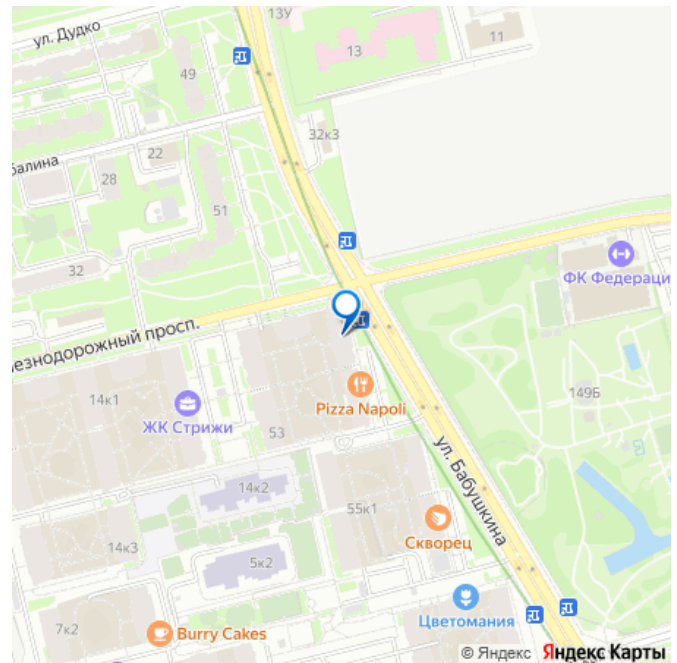 13У
ул. Дудко
13
11
49
32к3
балина
22
28
51
32
ФК Федераци
лезнодорожный просп.
149Б
14к1
Pizza Napoli
ЖК Стрижи
53
ул. Бабушкина
14к2
55к1
Скворец
14к3
5к2
Цветомания
7к2
Burry Cakes
© Яндекс Яндекс Карты